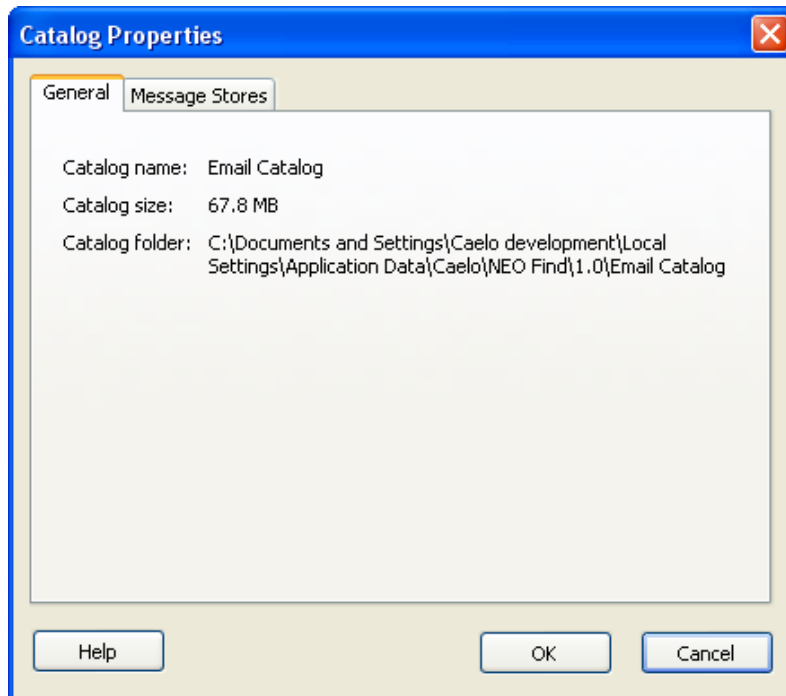 Catalog Properties
General
Message Stores
Catalog name: Email Catalog
Catalog size: 67.8 MB
Catalog folder: C:\Documents and Settings\Caelo development\Local
Settings\Application Data\Caelo\NEO Find\1.0\Email Catalog
Help
OK
Cancel